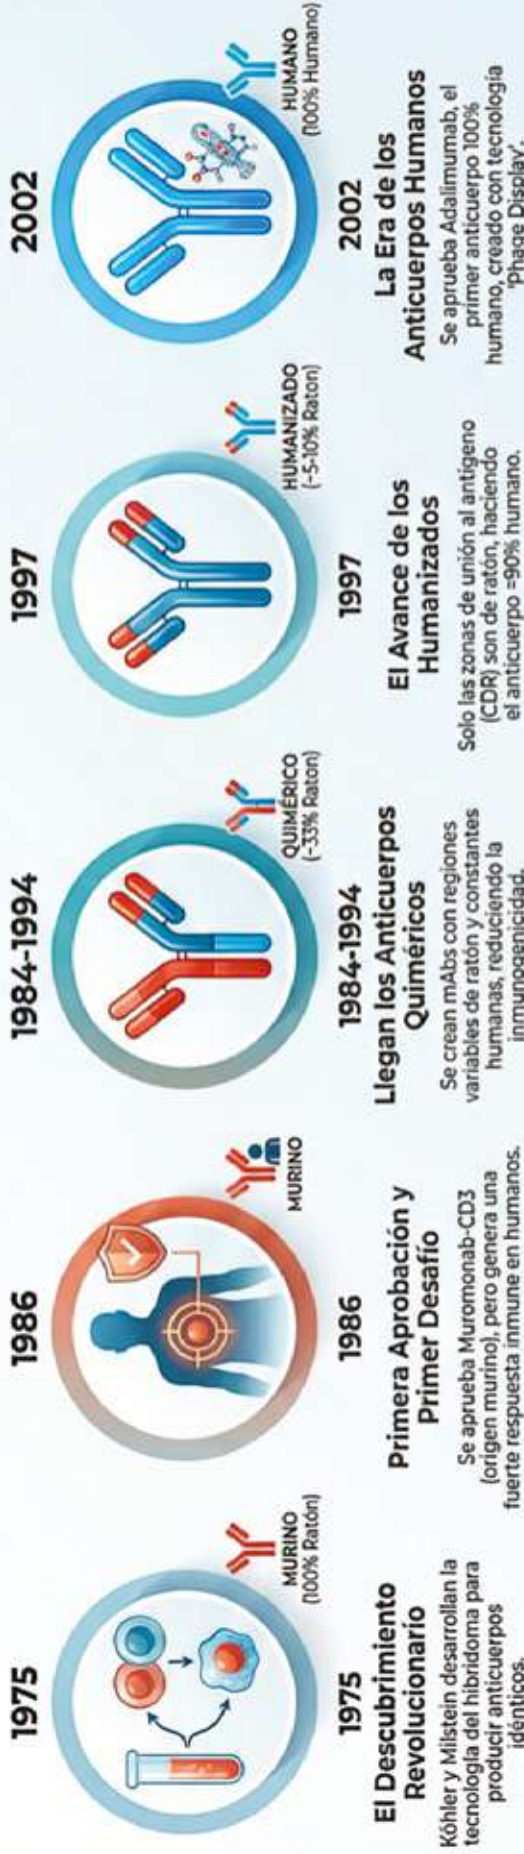 1975
MURINO
(100% Ratón)
1975
El Descubrimiento
Revolucionario
Köhler y Milstein desarrollan la
tecnología del hibridoma para
producir anticuerpos
idénticos.
1986
MURINO
1986
Primera Aprobación y
Primer Desafío
Se aprueba Muromonab-CD3
(origen murino), pero genera una
fuerte respuesta inmune en humanos.
1984-1994
QUIMÉRICO
(~33% Raton)
1984-1994
Llegan los Anticuerpos
Quiméricos
Se crean mAbs con regiones
variables de ratón y constantes
humanas, reduciendo la
inmunogenicidad.
1997
HUMANIZADO
(~5-10% Raton)
1997
El Avance de los
Humanizados
Solo las zonas de unión al antígeno
(CDR) son de ratón, haciendo
el anticuerpo ≈90% humano.
2002
HUMANO
(100% Humano)
2002
La Era de los
Anticuerpos Humanos
Se aprueba Adalimumab, el
primer anticuerpo 100%
humano, creado con tecnología
'Phage Display'.